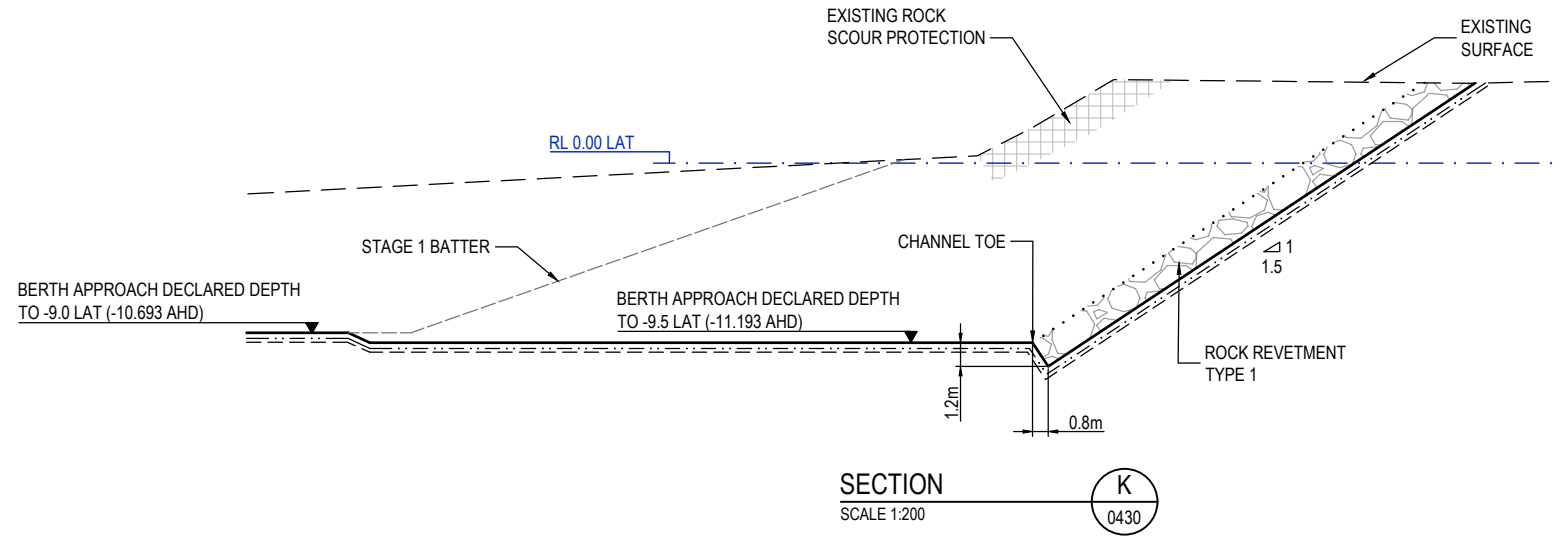 EXISTING ROCK
SCOUR PROTECTION
EXISTING
SURFACE
RL 0.00 LAT
STAGE 1 BATTER
CHANNEL TOE
1
1.5
BERTH APPROACH DECLARED DEPTH
TO -9.0 LAT (-10.693 AHD)
BERTH APPROACH DECLARED DEPTH
TO -9.5 LAT (-11.193 AHD)
ROCK REVETMENT
TYPE 1
1.2m
0.8m
SECTION
SCALE 1:200
K
0430